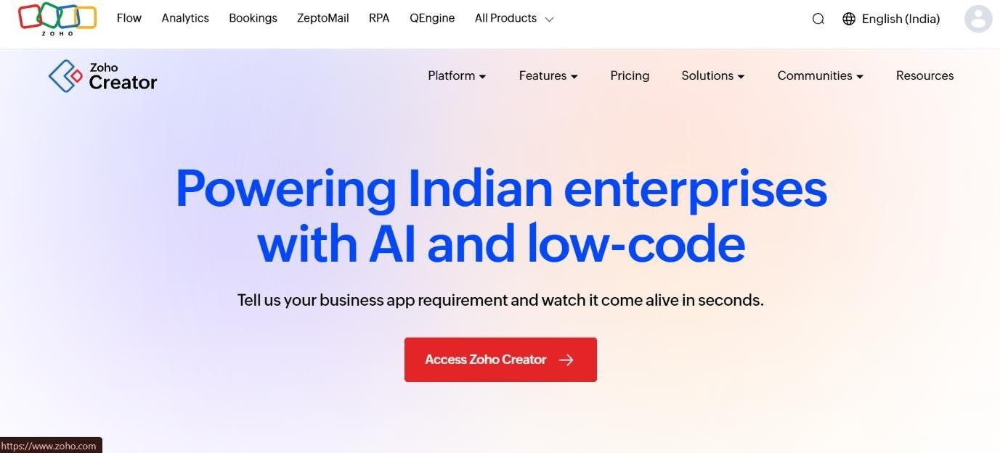 ZOHO
Flow Analytics Bookings ZeptoMail RPA QEngine All Products English (India)
Zoho
Creator
Platform Features Pricing Solutions Communities Resources
Powering Indian enterprises
with AI and low-code
Tell us your business app requirement and watch it come alive in seconds.
Access Zoho Creator
https://www.zoho.com